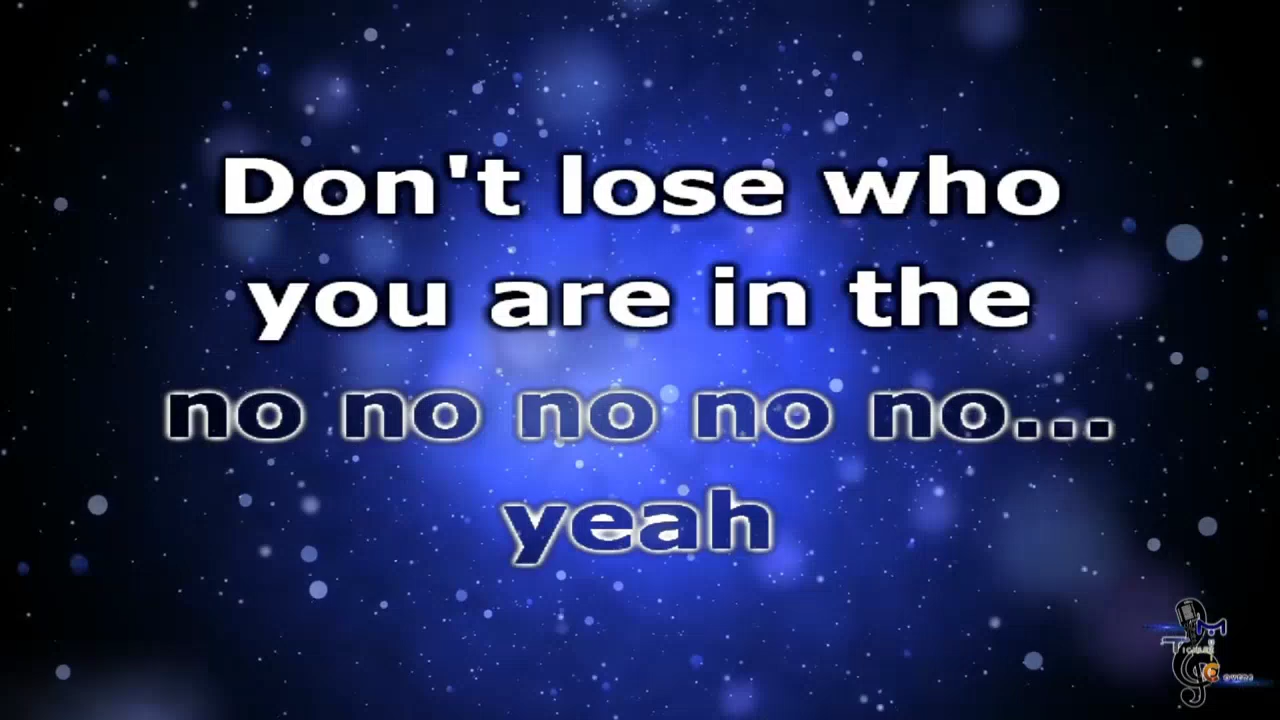 Don't lose who
you are in the
no no no no no...
yeah